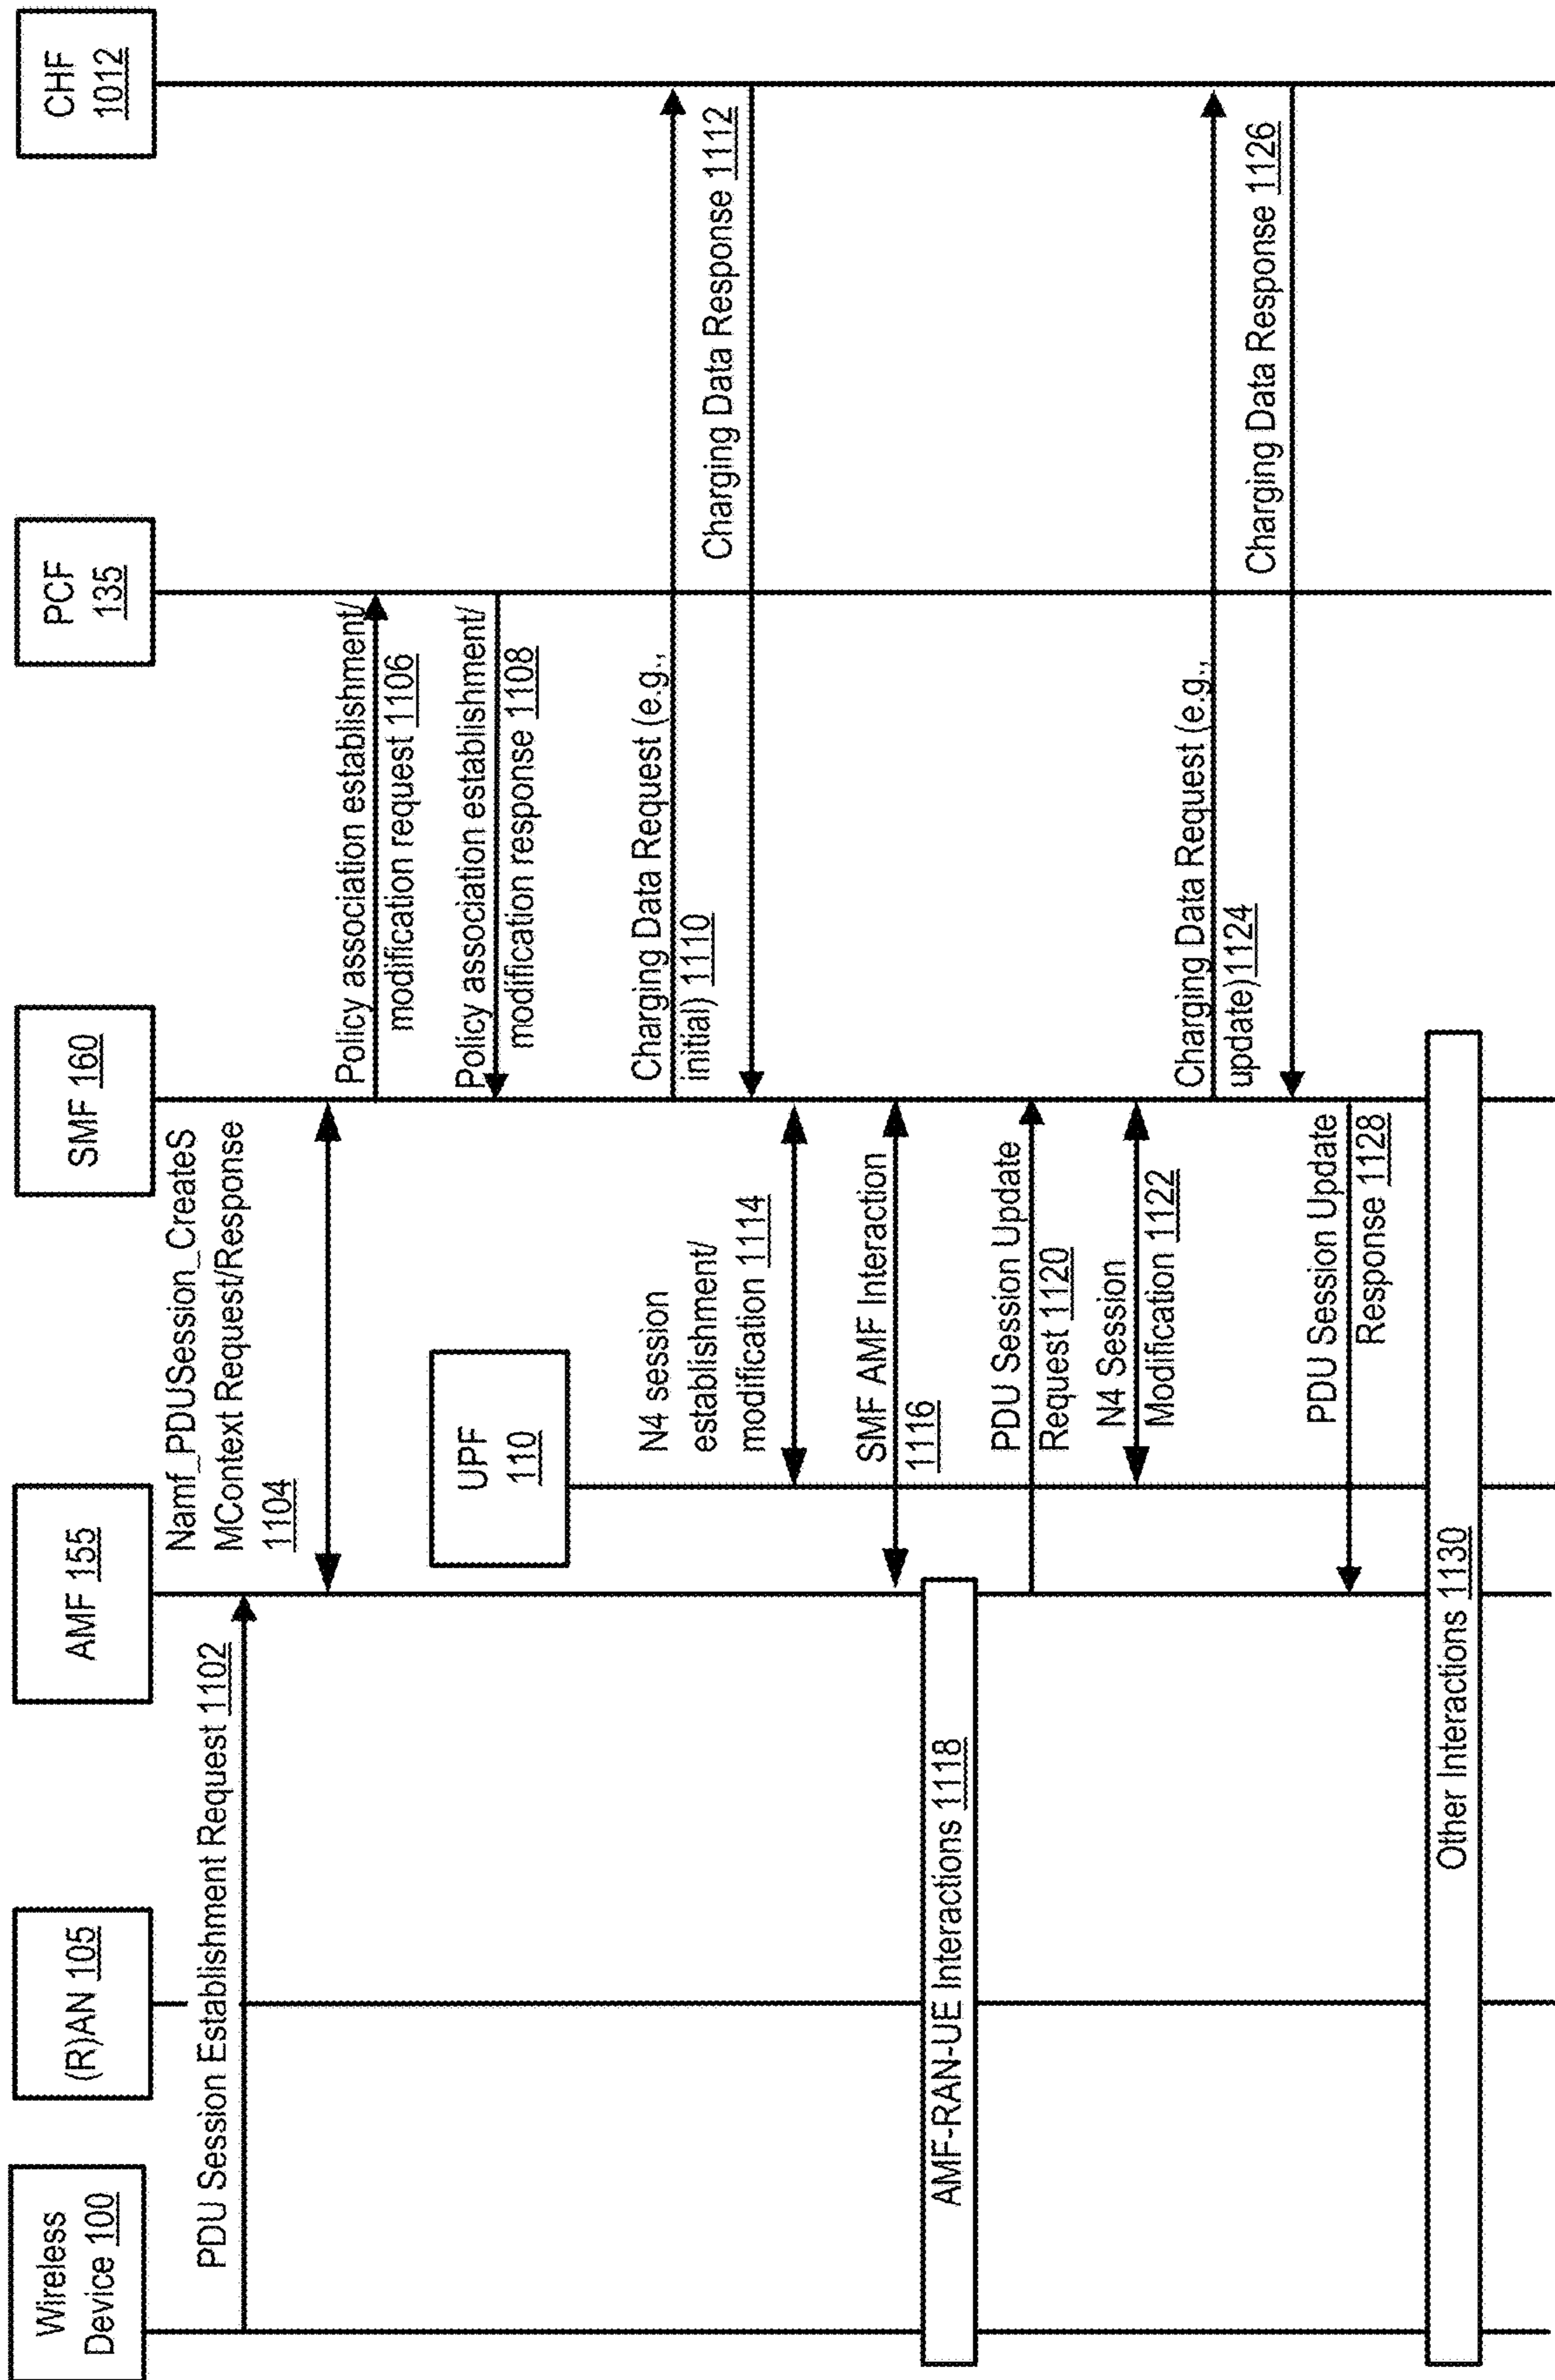 Wireless
Device 100
(R)AN 105
AMF 155
SMF 160
PCF
135
CHF
1012
PDU Session Establishment Request 1102
Namf_PDUSession_CreateS
MContext Request/Response
1104
Policy association establishment/
modification request 1106
UPF
110
Policy association establishment/
modification response 1108
Charging Data Request (e.g.,
initial) 1110
Charging Data Response 1112
N4 session
establishment/
modification 1114
SMF AMF Interaction
1116
AMF-RAN-UE Interactions 1118
PDU Session Update
Request 1120
N4 Session
Modification 1122
Charging Data Request (e.g.,
update)1124
Charging Data Response 1126
PDU Session Update
Response 1128
Other Interactions 1130